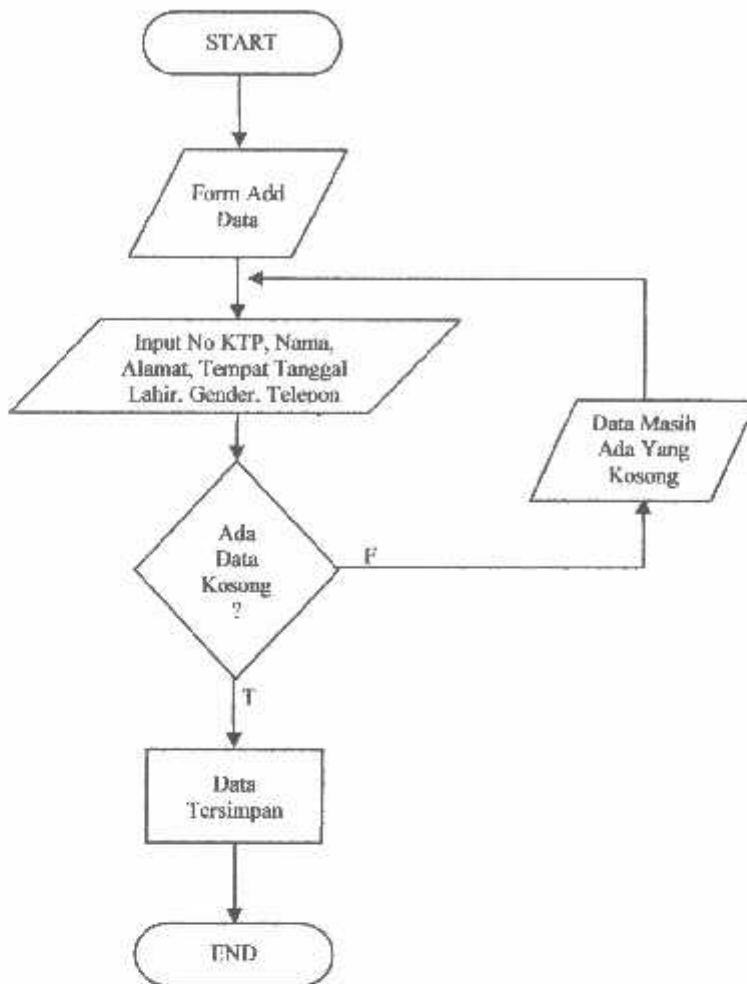 START
Form Add
Data
Input No KTP, Nama,
Alamat, Tempat Tanggal
Lahir. Gender. Telepon
Data Masih
Ada Yang
Kosong
Ada
Data
Kosong
?
F
T
Data
Tersimpan
END